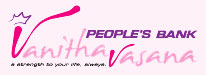 PEOPLE'S BANK
Vanitha Vasana
a strength to your life, always.